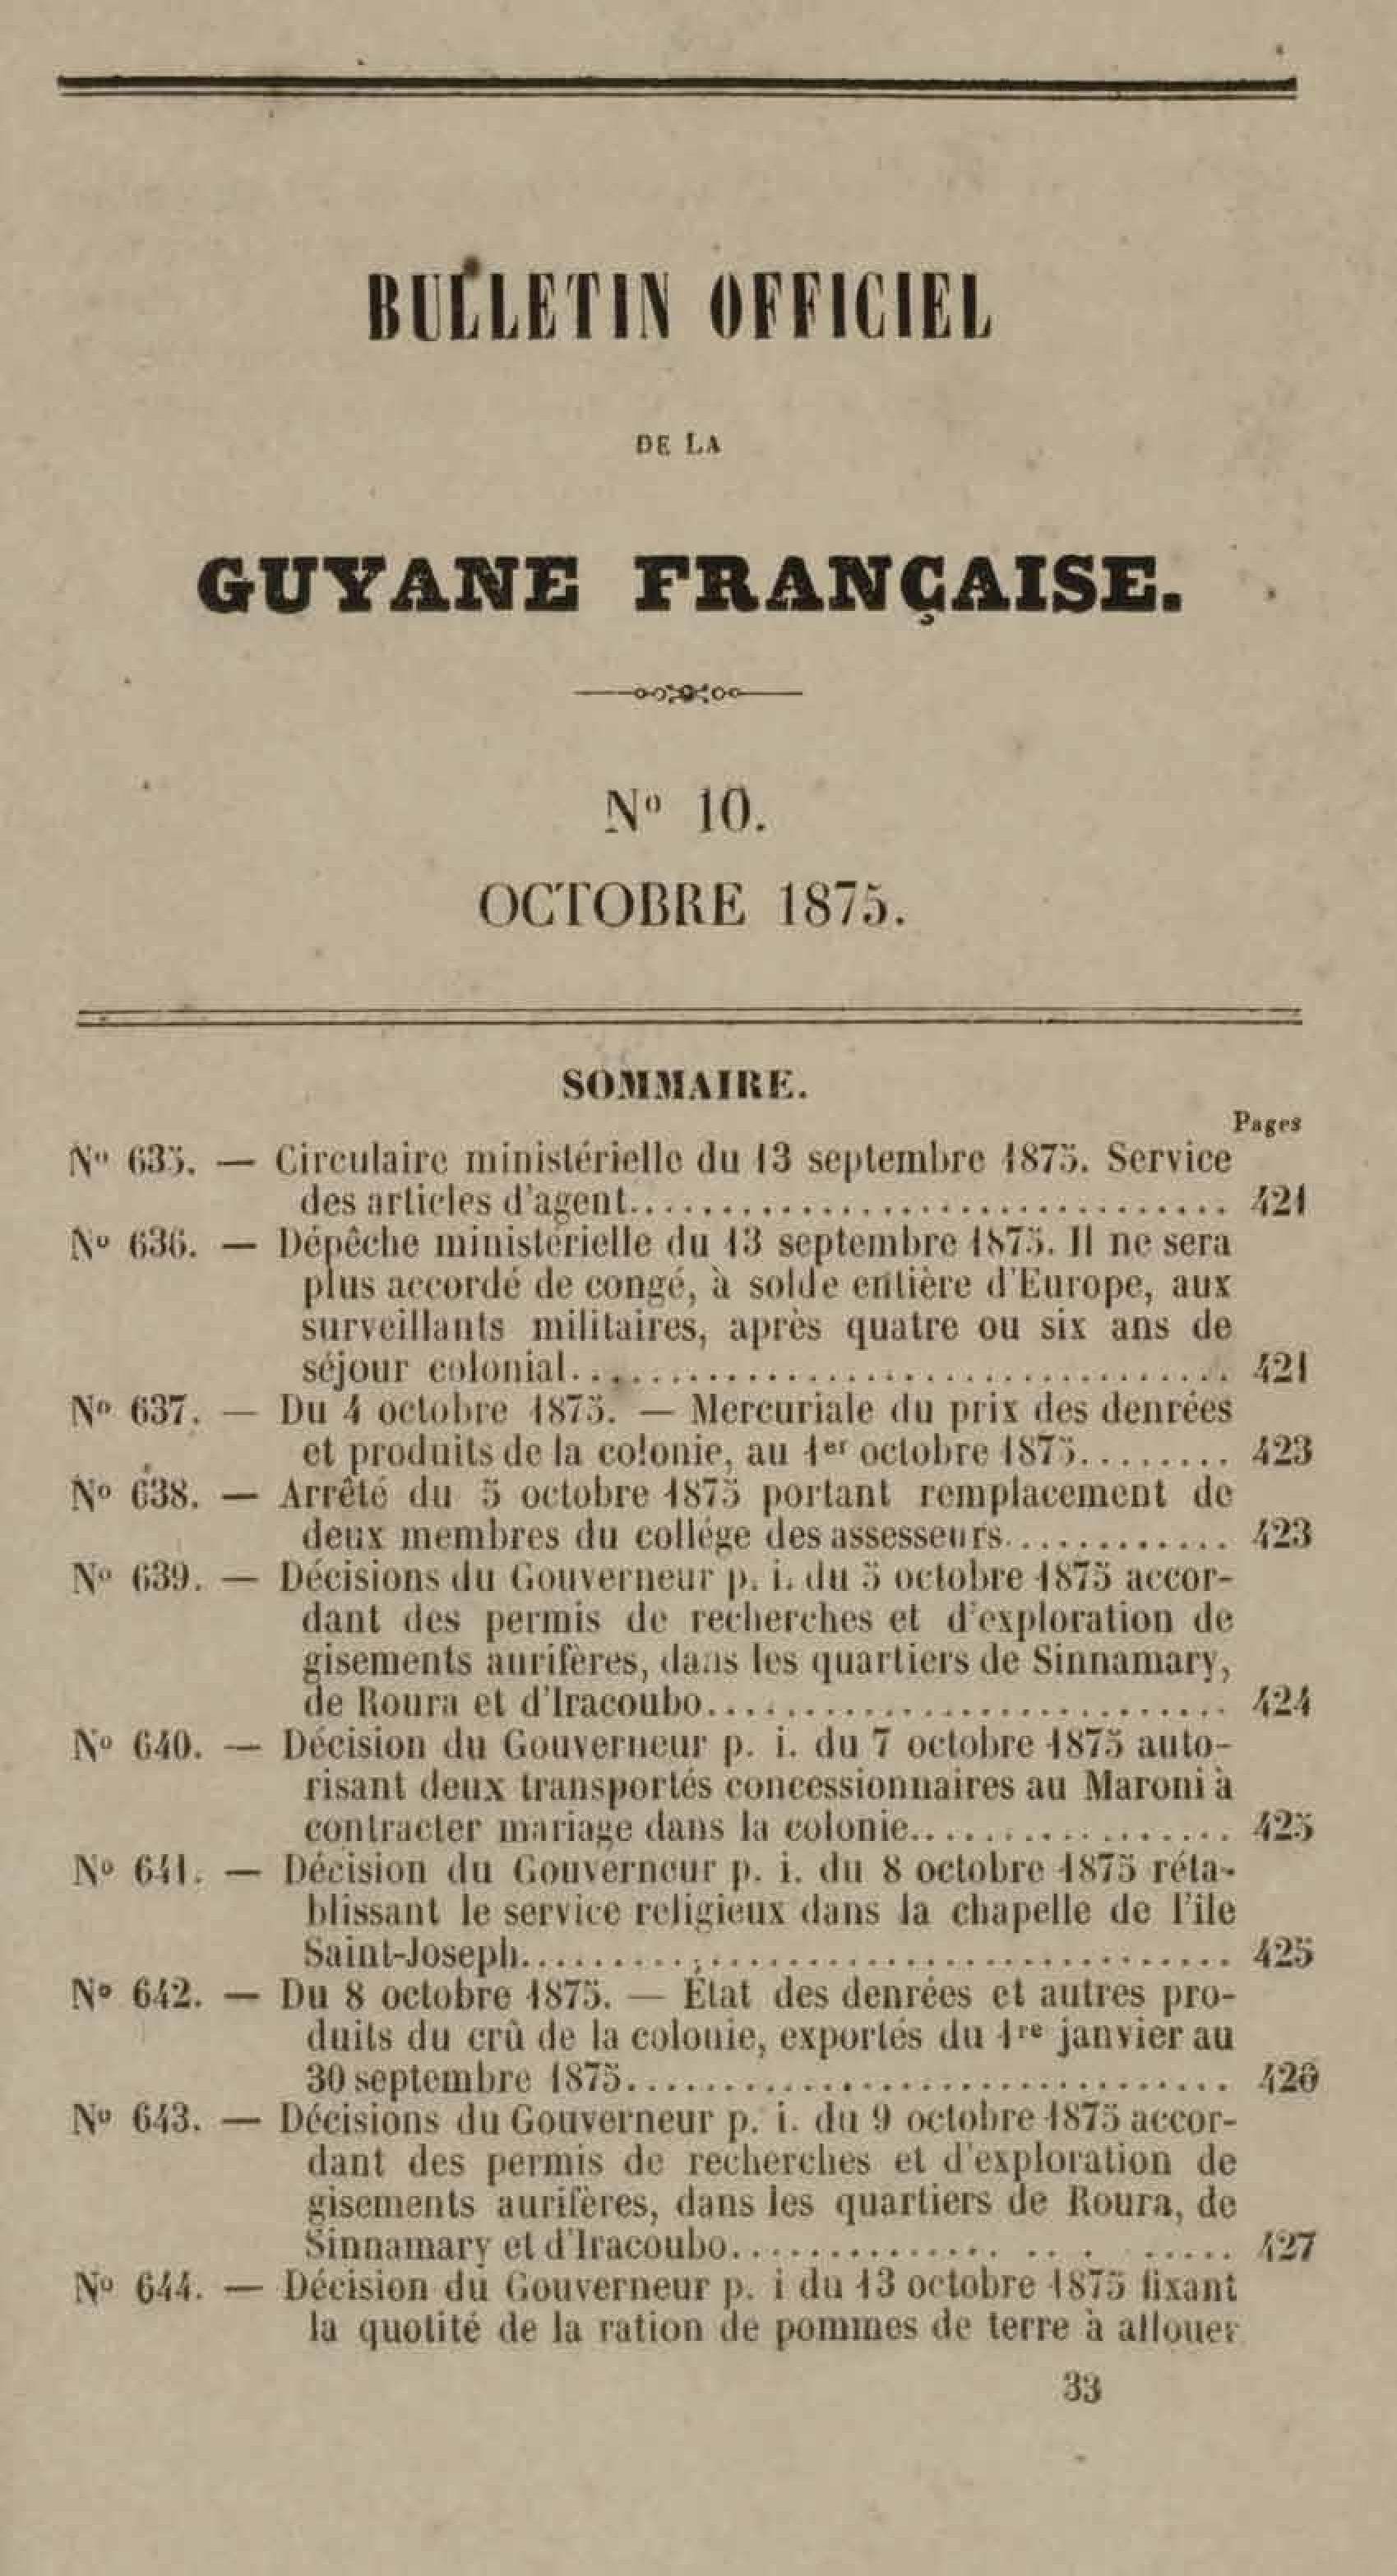 BULLETIN OFFICIEL
DE LA
GUYANE FRANÇAISE.
Nº 10.
OCTOBRE 1875.
SOMMAIRE.
Pages
Nº 635. — Circulaire ministérielle du 13 septembre 1875. Service
des articles d'agent................................ 421
Nº 636. — Dépêche ministérielle du 13 septembre 1875. Il ne sera
plus accordé de congé, à solde entière d'Europe, aux
surveillants militaires, après quatre ou six ans de
séjour colonial................................ 421
Nº 637. — Du 4 octobre 1875. — Mercuriale du prix des denrées
et produits de la colonie, au 1er octobre 1875......... 423
Nº 638. — Arrêté du 5 octobre 1875 portant remplacement de
deux membres du collége des assesseurs............. 423
Nº 639. — Décisions du Gouverneur p. i. du 5 octobre 1875 accor-
dant des permis de recherches et d'exploration de
gisements aurifères, dans les quartiers de Sinnamary,
de Roura et d'Iracoubo............................ 424
Nº 640. — Décision du Gouverneur p. i. du 7 octobre 1875 auto-
risant deux transportés concessionnaires au Maroni à
contracter mariage dans la colonie.................. 425
Nº 641. — Décision du Gouverneur p. i. du 8 octobre 1875 réta-
blissant le service religieux dans la chapelle de l'ile
Saint-Joseph...................................... 425
Nº 642. — Du 8 octobre 1875. — État des denrées et autres pro-
duits du crû de la colonie, exportés du 1re janvier au
30 septembre 1875................................ 426
Nº 643. — Décisions du Gouverneur p. i. du 9 octobre 1875 accor-
dant des permis de recherches et d'exploration de
gisements aurifères, dans les quartiers de Roura, de
Sinnamary et d'Iracoubo............... .. . ..... 427
Nº 644. — Décision du Gouverneur p. i du 13 octobre 1875 fixant
la quotité de la ration de pommes de terre à allouer
33